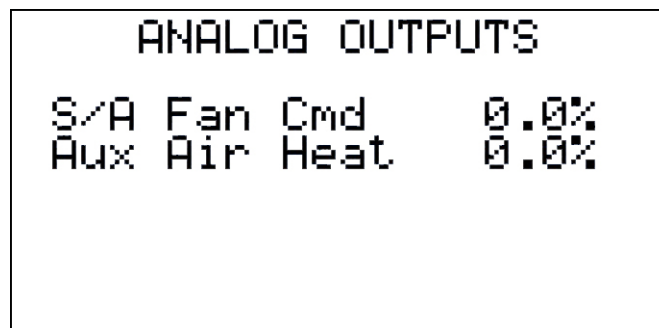 ANALOG OUTPUTS
S/A Fan Cmd 0.0%
Aux Air Heat 0.0%